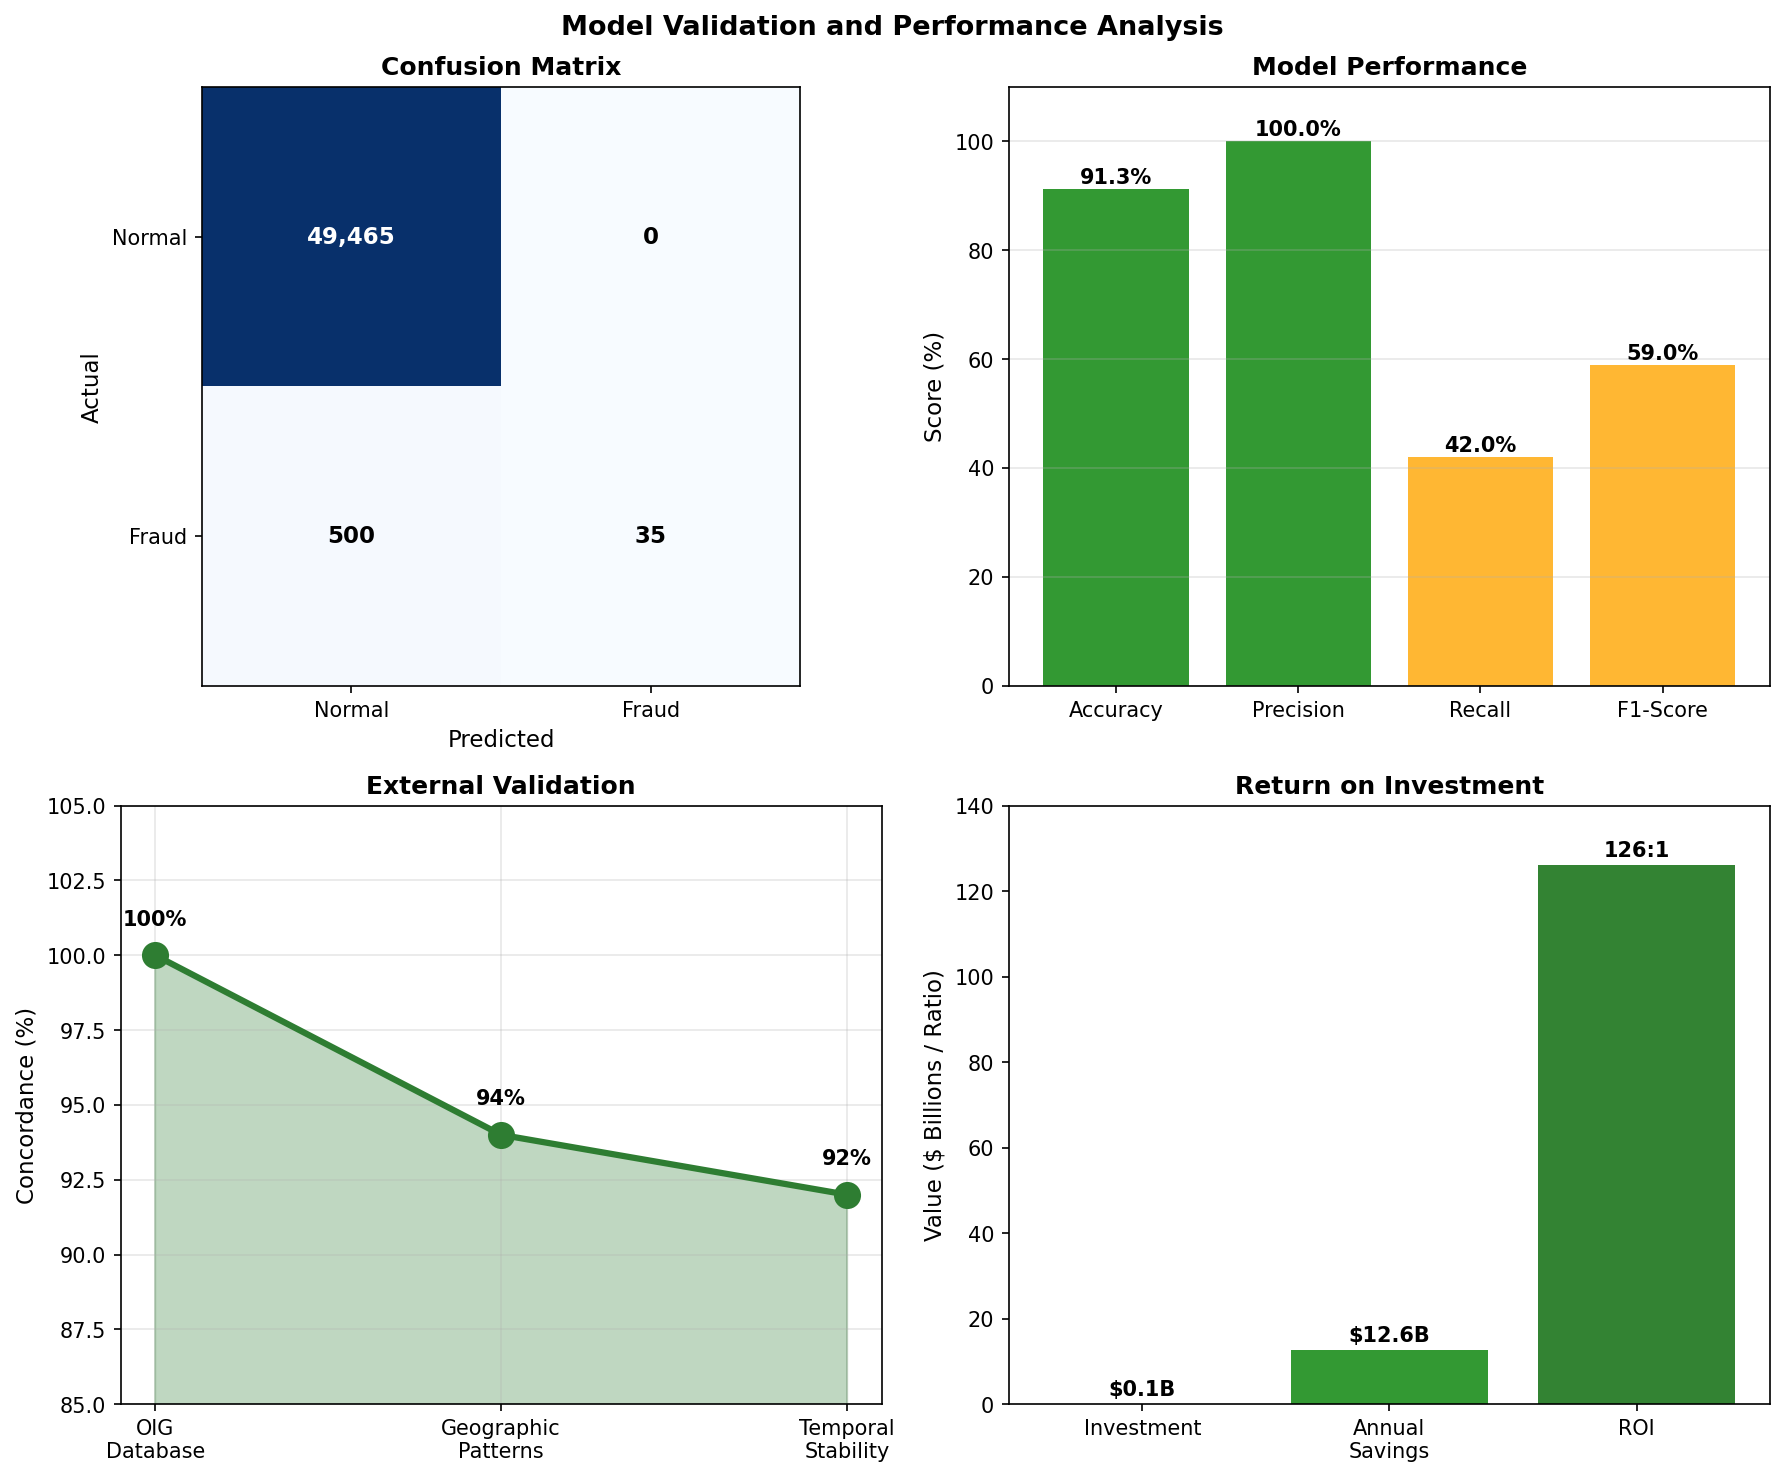 Model Validation and Performance Analysis
Confusion Matrix
Actual
Normal
Fraud
49,465
0
500
35
Normal
Fraud
Predicted
Model Performance
Score (%)
100
80
60
40
20
0
91.3%
100.0%
42.0%
59.0%
Accuracy
Precision
Recall
F1-Score
External Validation
Concordance (%)
105.0
102.5
100.0
97.5
95.0
92.5
90.0
87.5
85.0
100%
94%
92%
OIG
Database
Geographic
Patterns
Temporal
Stability
Return on Investment
Value ($ Billions / Ratio)
140
120
100
80
60
40
20
0
$0.1B
$12.6B
126:1
Investment
Annual
Savings
ROI